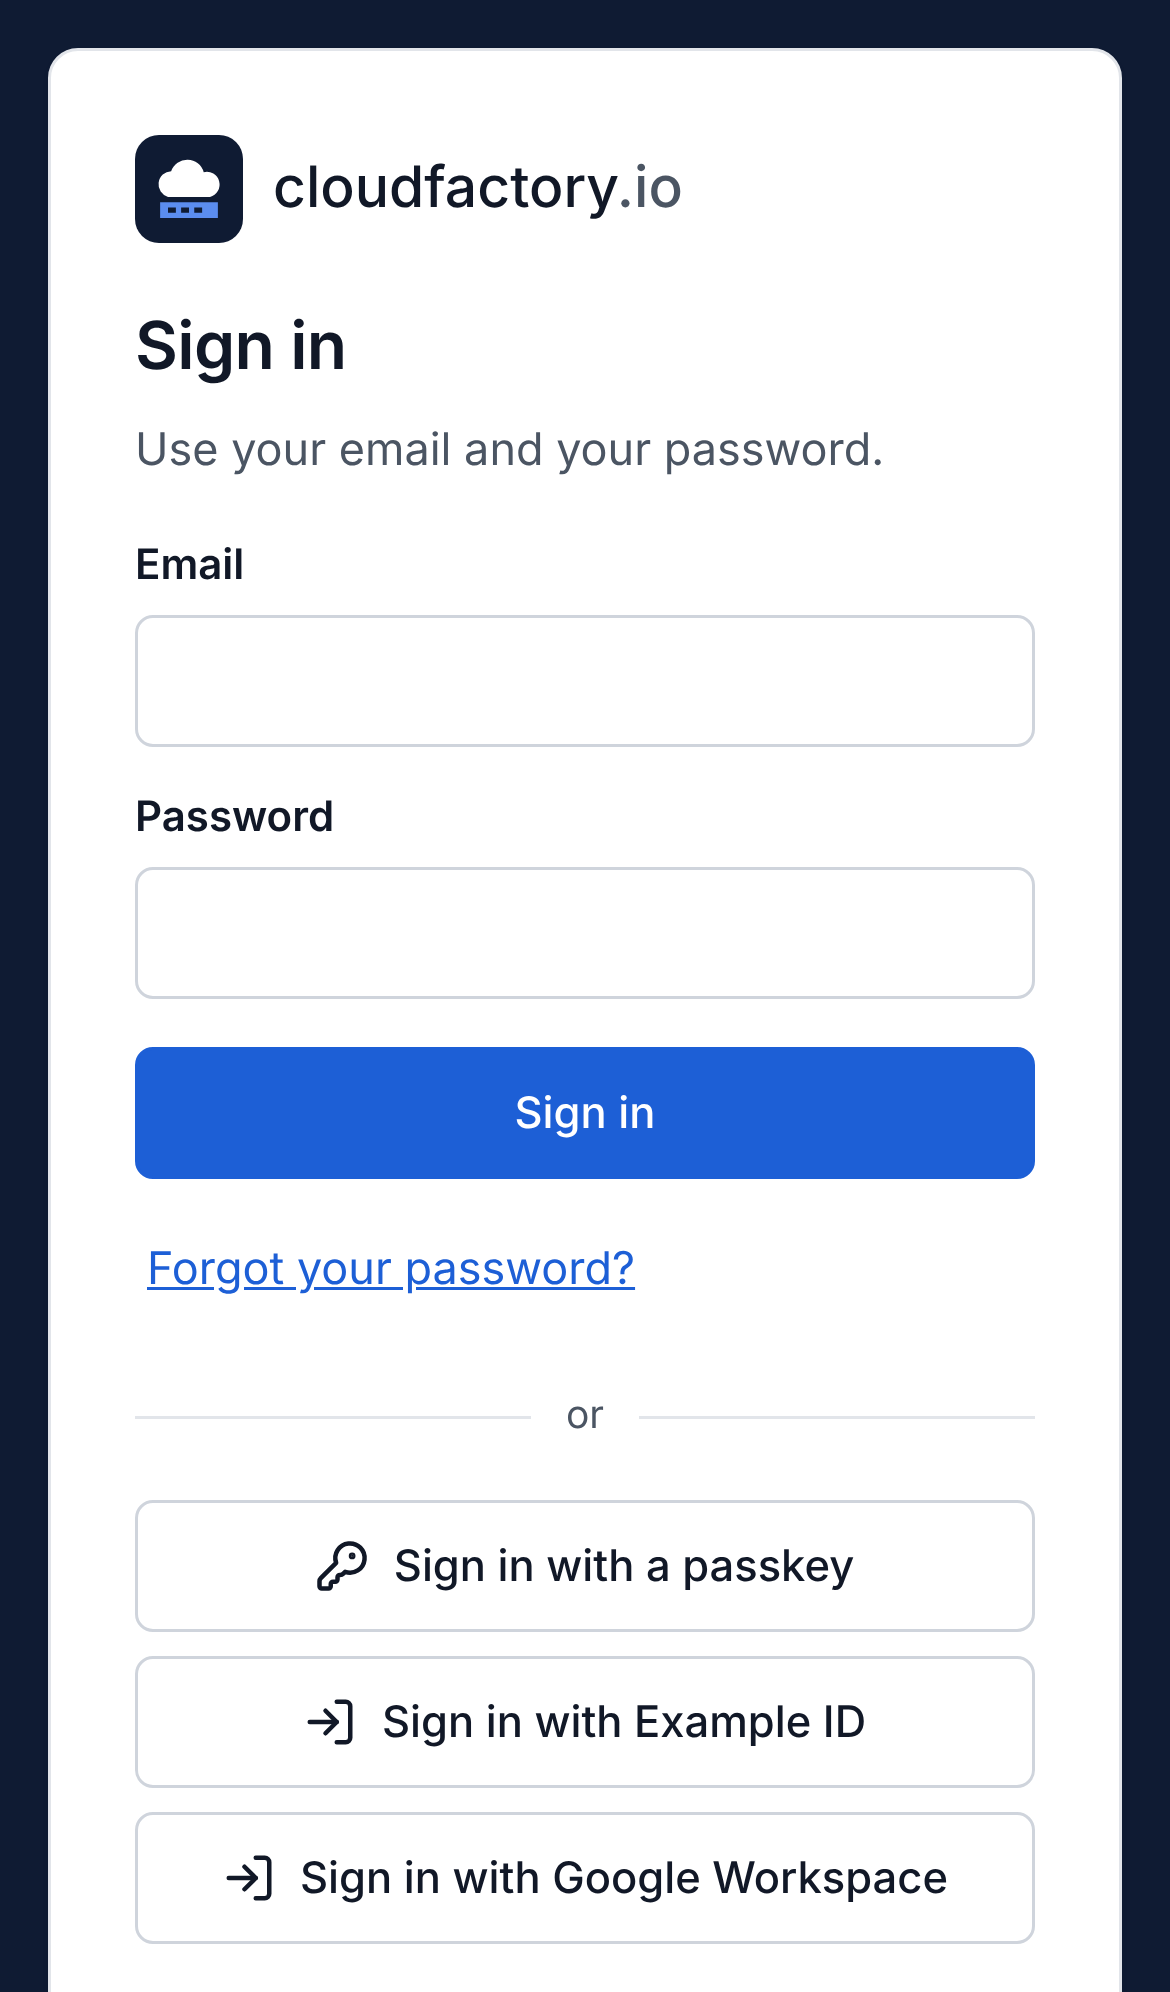 cloudfactory.io
Sign in
Use your email and your password.
Email
Password
Sign in
Forgot your password?
or
Sign in with a passkey
Sign in with Example ID
Sign in with Google Workspace